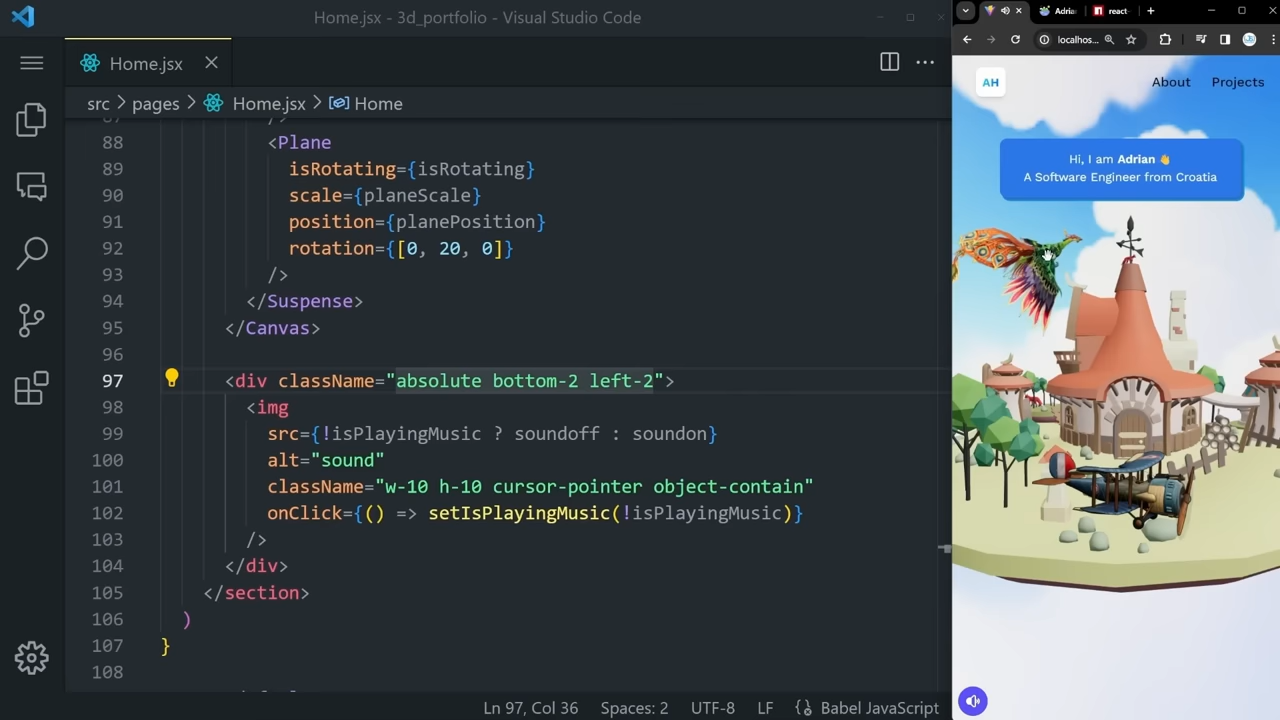 Home.jsx - 3d_portfolio - Visual Studio Code
Home.jsx
src > pages > Home.jsx > Home
87 />
88 <Plane
89 isRotating={isRotating}
90 scale={planeScale}
91 position={planePosition}
92 rotation={[0, 20, 0]}
93 />
94 </Suspense>
95 </Canvas>
96
97 <div className="absolute bottom-2 left-2">
98 <img
99 src={!isPlayingMusic ? soundoff : soundon}
100 alt="sound"
101 className="w-10 h-10 cursor-pointer object-contain"
102 onClick={() => setIsPlayingMusic(!isPlayingMusic)}
103 />
104 </div>
105 </section>
106 )
107 }
108
Ln 97, Col 36 Spaces: 2 UTF-8 LF {} Babel JavaScript
Adria react-
localhos...
AH About Projects
Hi, I am Adrian 👋
A Software Engineer from Croatia